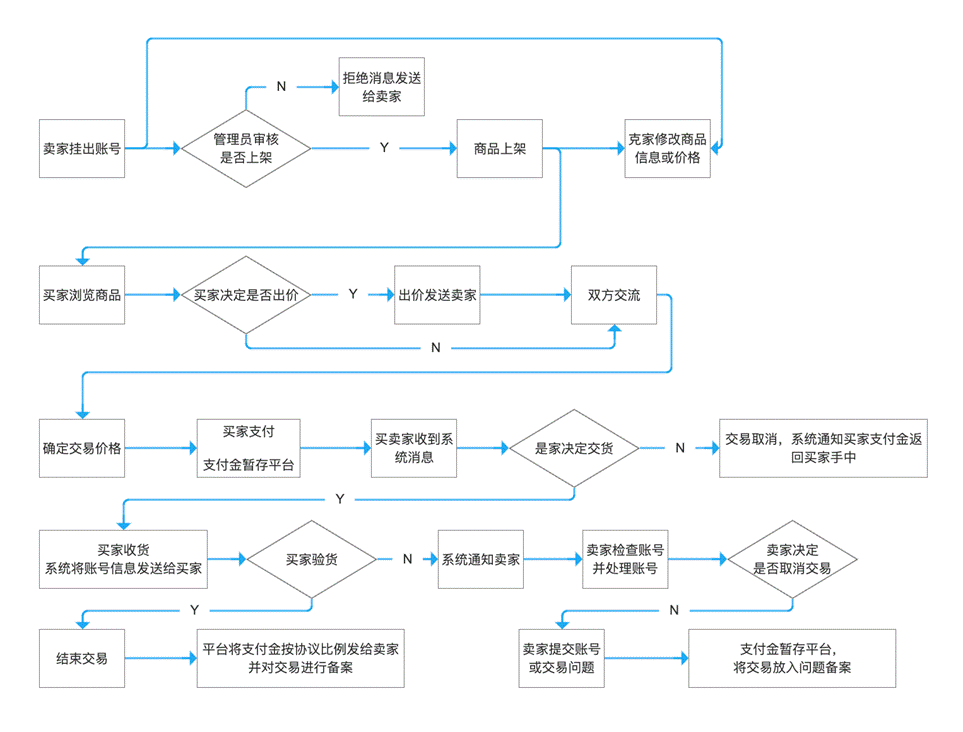 N
拒绝消息发送
给卖家
卖家挂出账号
管理员审核
是否上架
Y
商品上架
克家修改商品
信息或价格
买家浏览商品
买家决定是否出价
Y
出价发送卖家
双方交流
N
确定交易价格
买家支付
支付金暂存平台
买卖家收到系
统消息
是家决定交货
N
交易取消，系统通知买家支付金返
回买家手中
Y
买家收货
系统将账号信息发送给买家
买家验货
N
系统通知卖家
卖家检查账号
并处理账号
卖家决定
是否取消交易
Y
N
结束交易
平台将支付金按协议比例发给卖家
并对交易进行备案
卖家提交账号
或交易问题
支付金暂存平台，
将交易放入问题备案